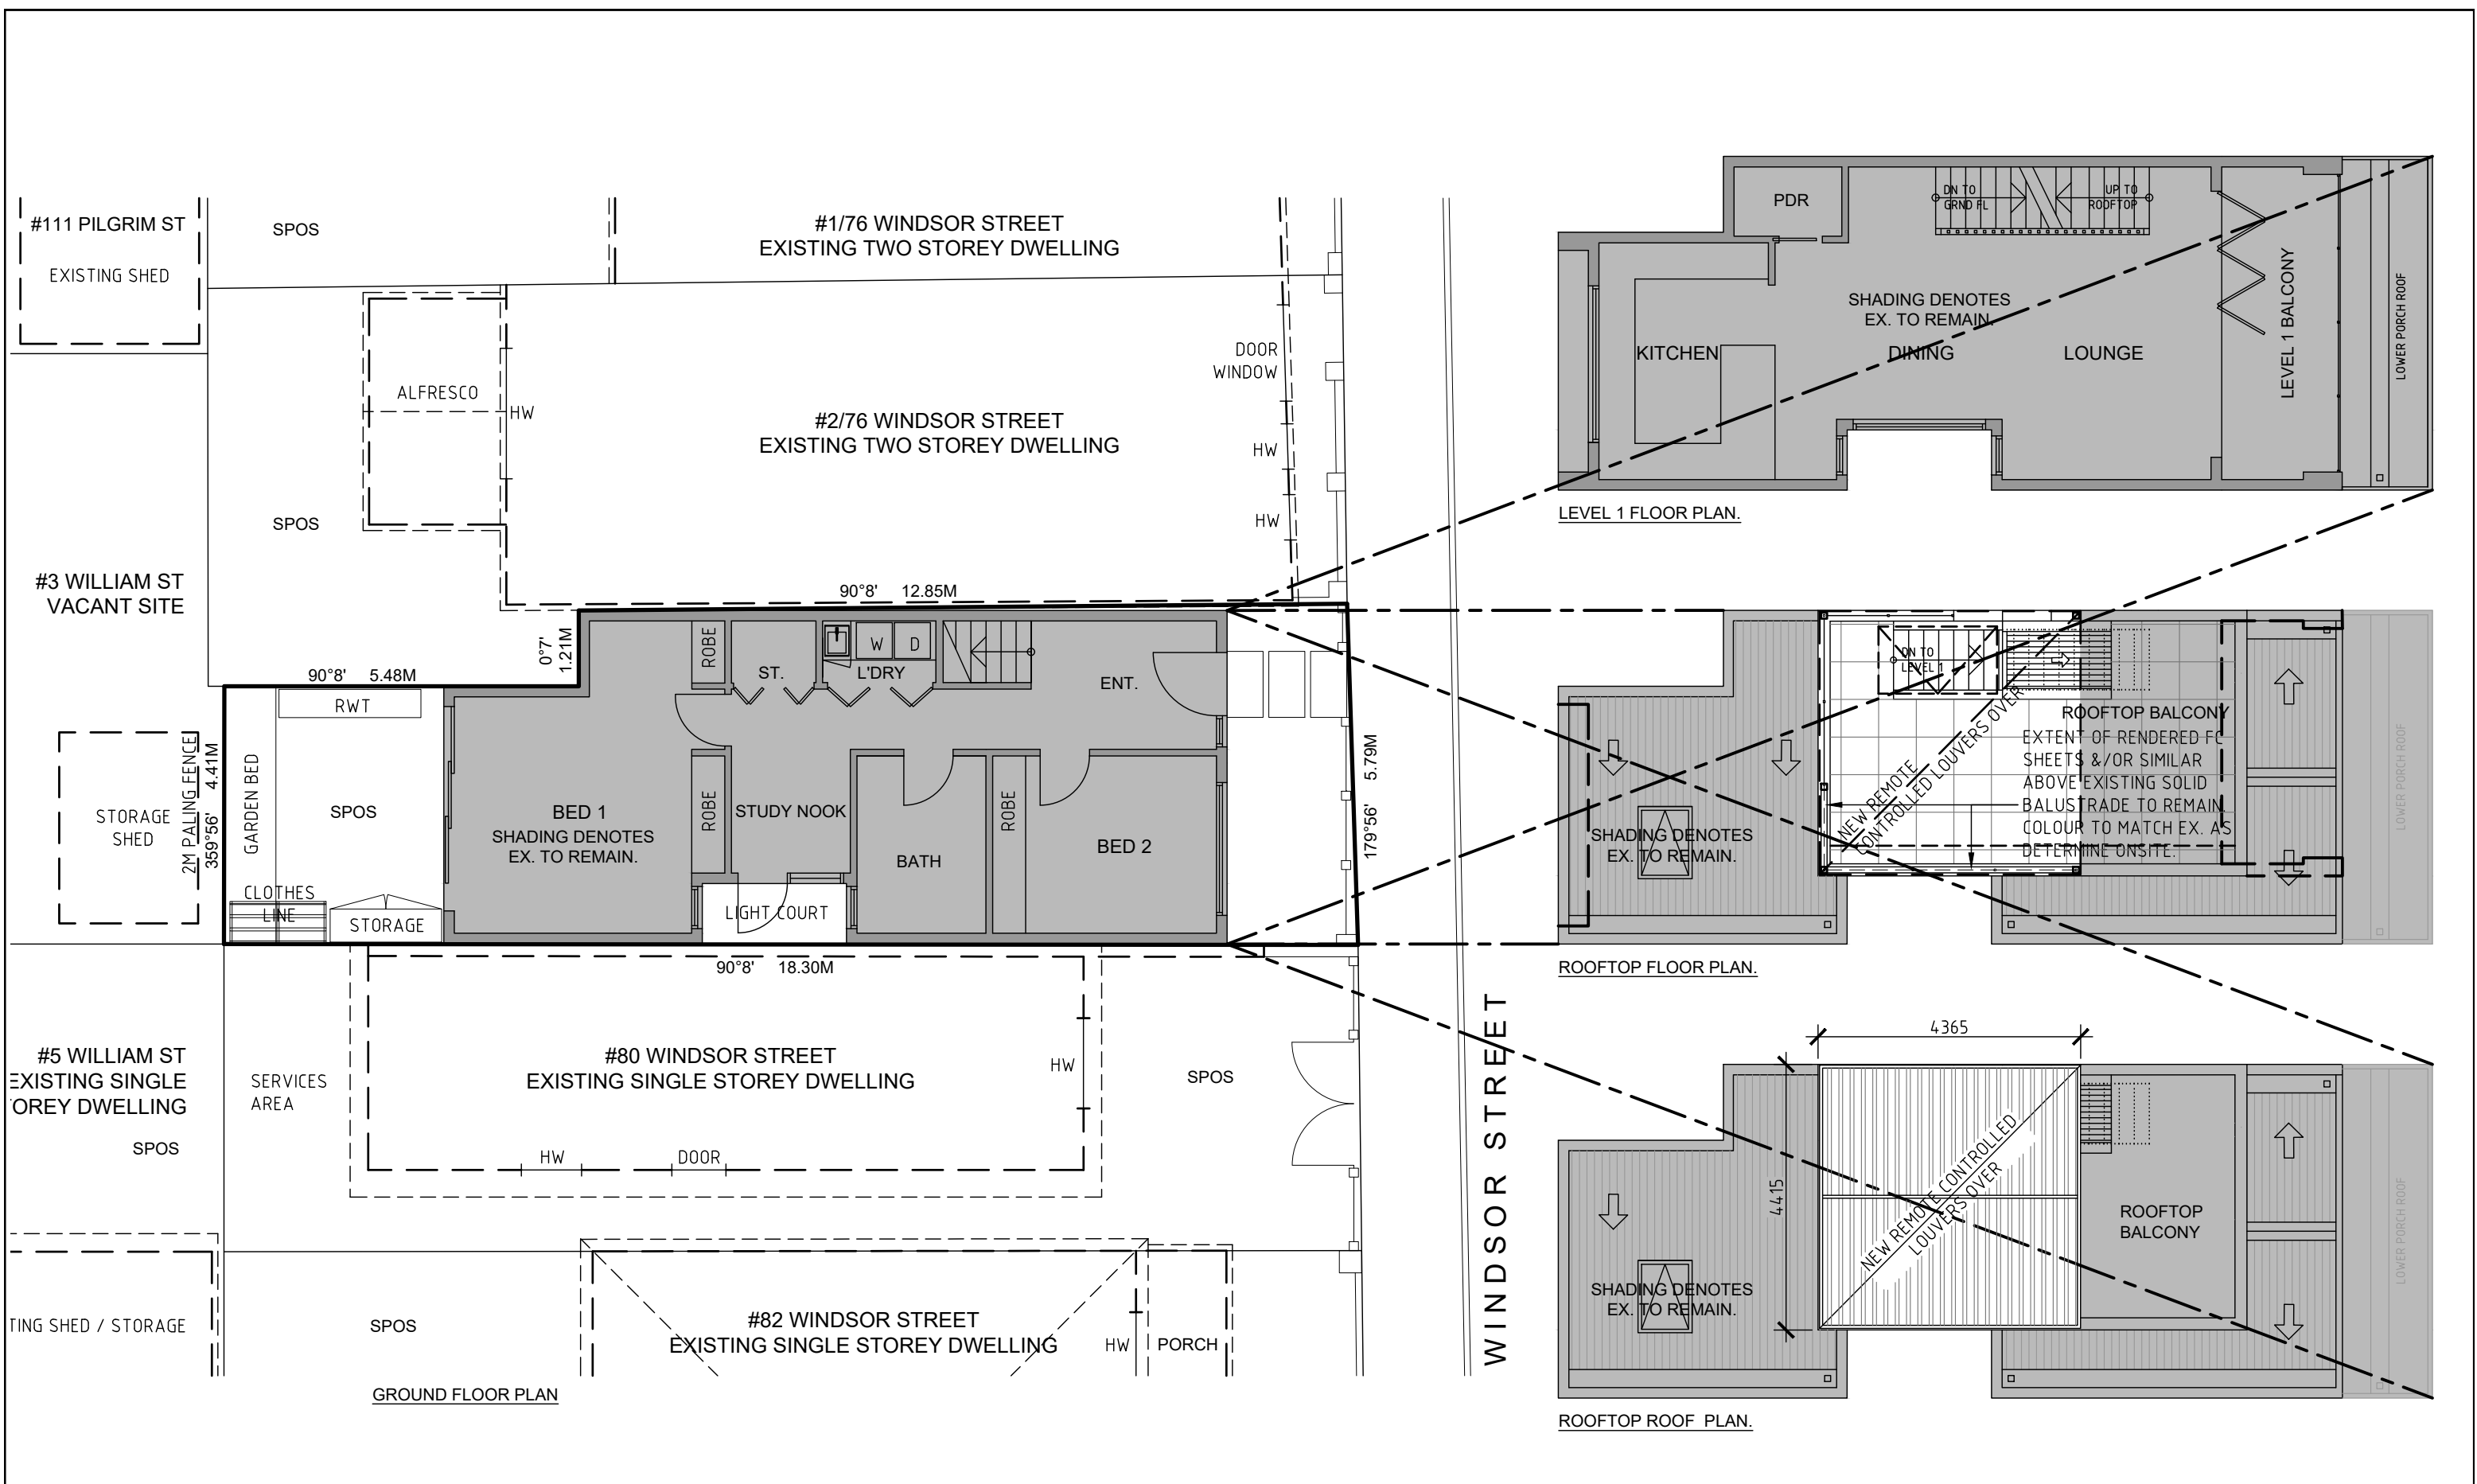 #111 PILGRIM ST
EXISTING SHED
SPOS
#1/76 WINDSOR STREET
EXISTING TWO STOREY DWELLING
ALFRESCO
HW
DOOR
WINDOW
#2/76 WINDSOR STREET
EXISTING TWO STOREY DWELLING
HW
HW
SPOS
#3 WILLIAM ST
VACANT SITE
90°8' 12.85M
0°7'
1.21M
90°8' 5.48M
RWT
2M PALING FENCE
359°56' 4.41M
GARDEN BED
STORAGE
SHED
SPOS
CLOTHES
LINE
STORAGE
ROBE
ST.
W
D
L'DRY
ENT.
BED 1
SHADING DENOTES
EX. TO REMAIN.
ROBE
STUDY NOOK
BATH
ROBE
BED 2
LIGHT COURT
179°56' 5.79M
90°8' 18.30M
#5 WILLIAM ST
EXISTING SINGLE
TOREY DWELLING
SPOS
SERVICES
AREA
#80 WINDSOR STREET
EXISTING SINGLE STOREY DWELLING
HW
SPOS
HW
DOOR
TING SHED / STORAGE
SPOS
#82 WINDSOR STREET
EXISTING SINGLE STOREY DWELLING
HW
PORCH
GROUND FLOOR PLAN
WINDSOR STREET
PDR
DN TO
GRND FL
UP TO
ROOFTOP
SHADING DENOTES
EX. TO REMAIN.
KITCHEN
DINING
LOUNGE
LEVEL 1 BALCONY
LOWER PORCH ROOF
LEVEL 1 FLOOR PLAN.
DN TO
LEVEL 1
NEW REMOTE
CONTROLLED LOUVERS OVER
ROOFTOP BALCONY
EXTENT OF RENDERED FC
SHEETS &/OR SIMILAR
ABOVE EXISTING SOLID
BALUSTRADE TO REMAIN.
COLOUR TO MATCH EX. AS
DETERMINE ONSITE.
SHADING DENOTES
EX. TO REMAIN.
LOWER PORCH ROOF
ROOFTOP FLOOR PLAN.
4365
4415
NEW REMOTE CONTROLLED
LOUVERS OVER
ROOFTOP
BALCONY
SHADING DENOTES
EX. TO REMAIN.
LOWER PORCH ROOF
ROOFTOP ROOF PLAN.